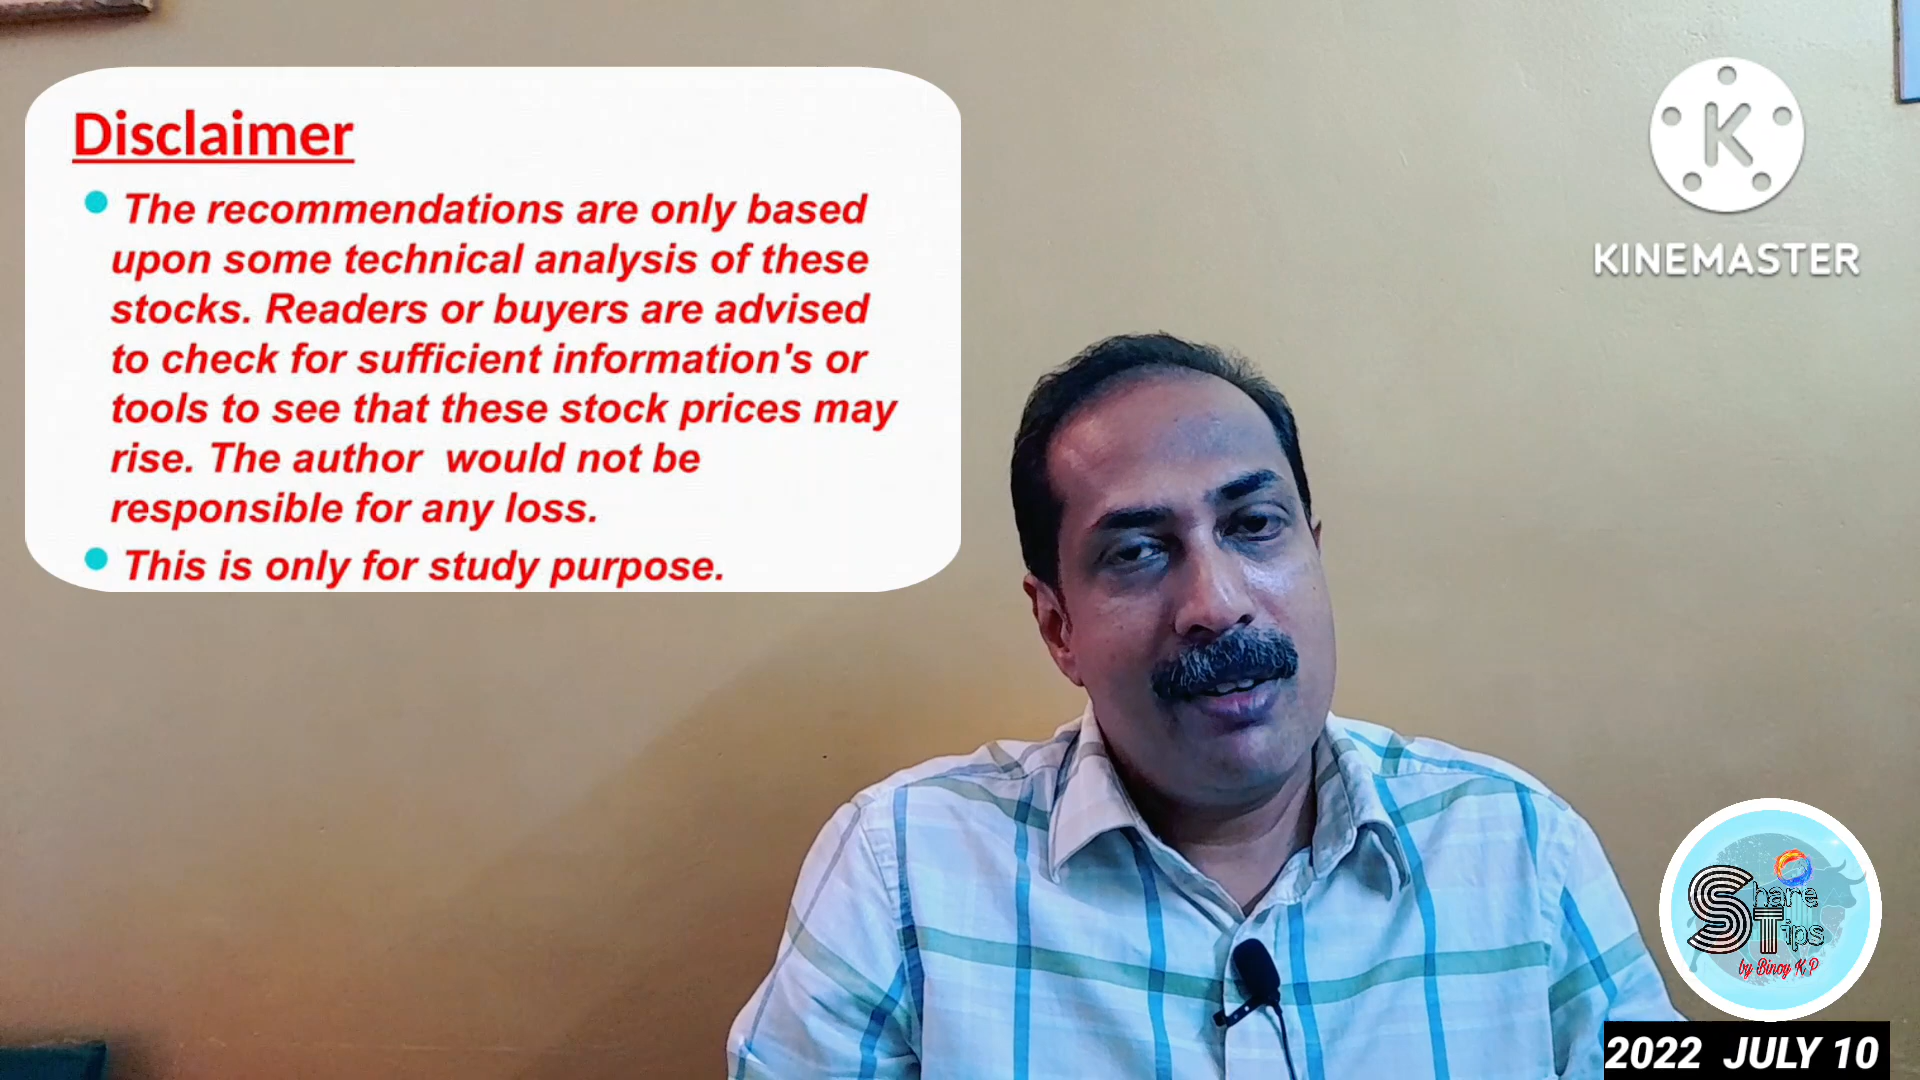 Disclaimer
The recommendations are only based
upon some technical analysis of these
stocks. Readers or buyers are advised
to check for sufficient information's or
tools to see that these stock prices may
rise. The author  would not be
responsible for any loss.
This is only for study purpose.
K
KINEMASTER
Share
Tips
by Binoy K P
2022  JULY 10